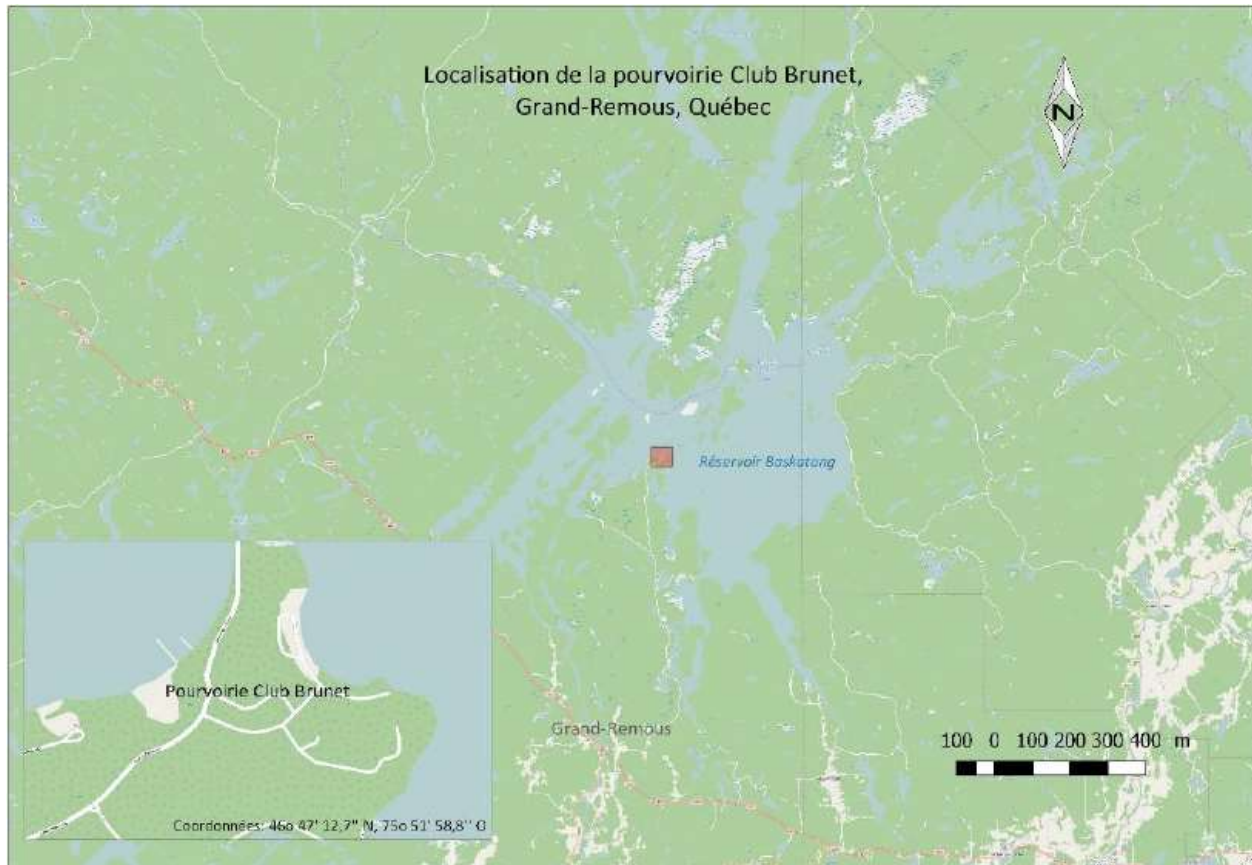 Localisation de la pourvoirie Club Brunet,
Grand-Remous, Québec
N
Réservoir Baskatong
Pourvoirie Club Brunet
Grand-Remous
100 0 100 200 300 400 m
Coordonnées: 46o 47' 12,7'' N, 75o 51' 58,8'' O